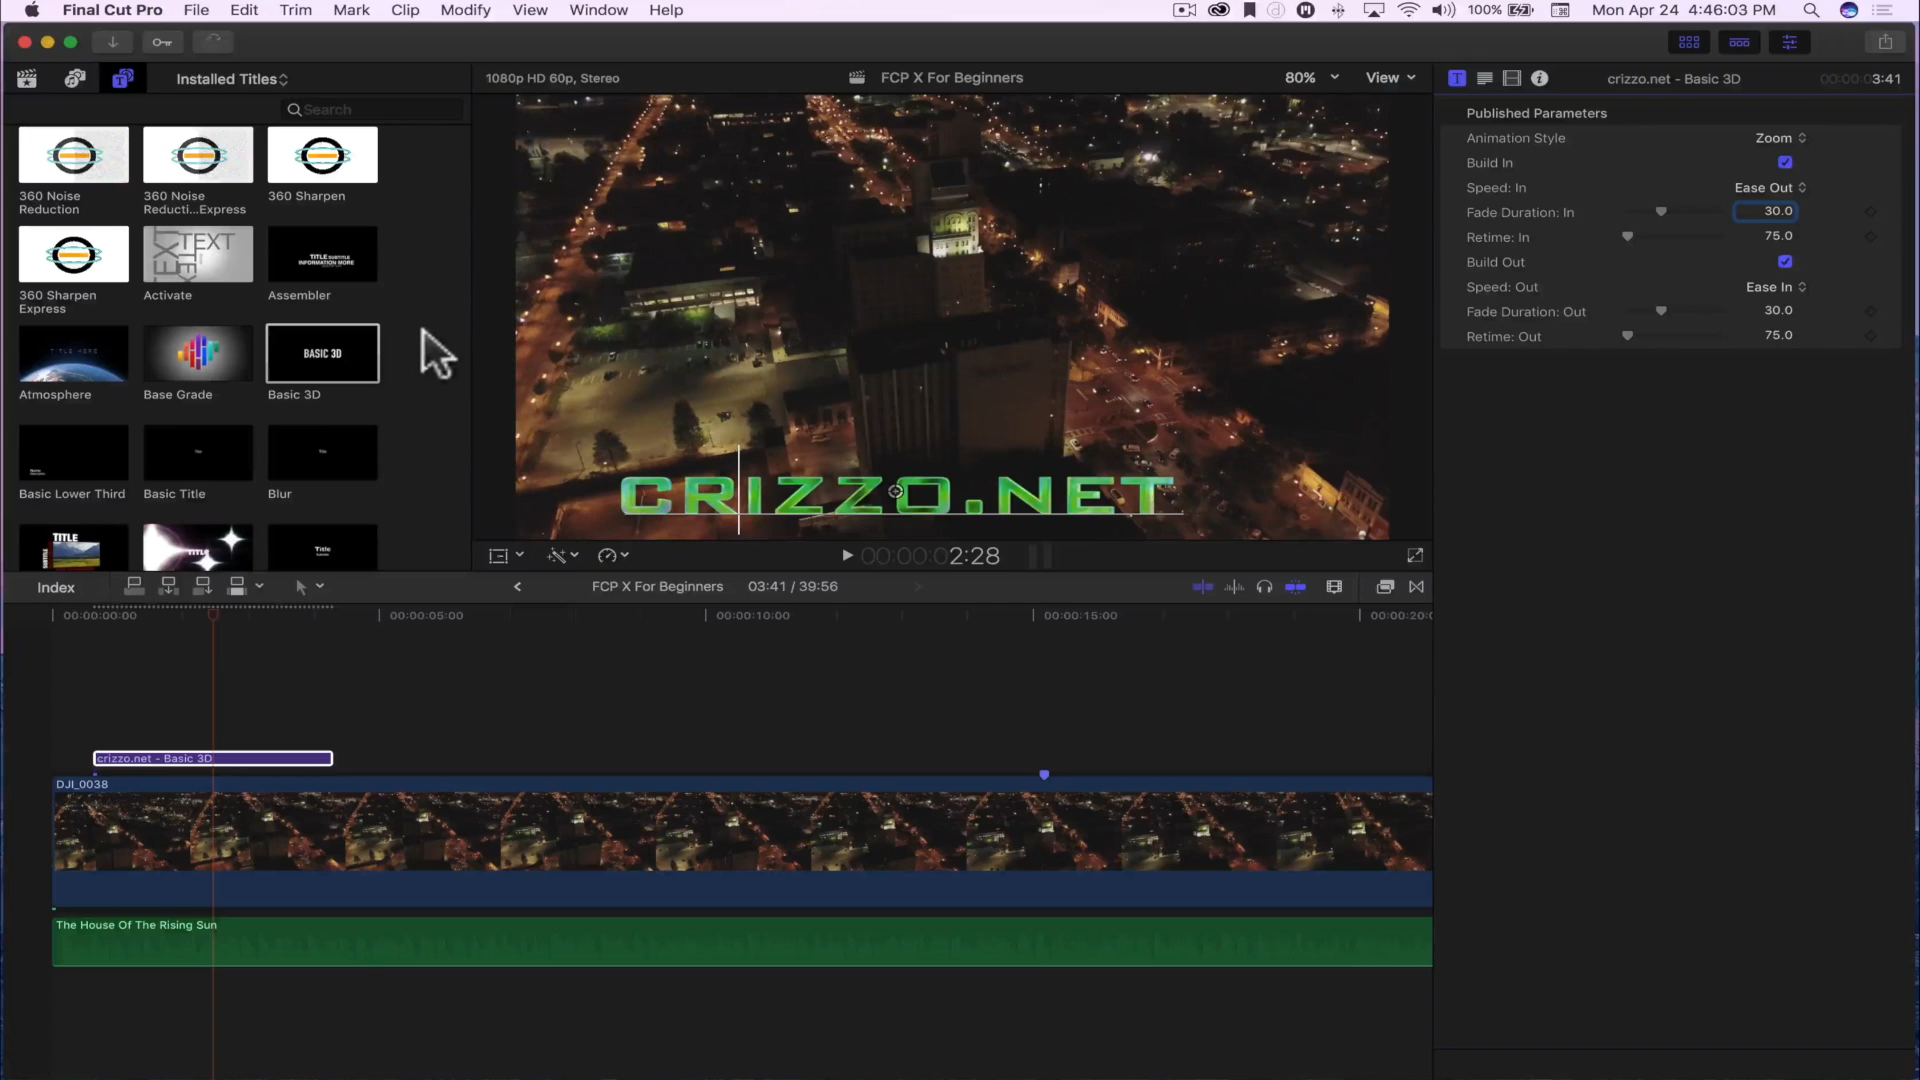 Final Cut Pro File Edit Trim Mark Clip Modify View Window Help 100% Mon Apr 24 4:46:03 PM
Installed Titles 1080p HD 60p, Stereo FCP X For Beginners 80% View crizzo.net - Basic 3D 00:00:03:41
Search
Published Parameters
Animation Style Zoom
Build In
Speed: In Ease Out
Fade Duration: In 30.0
Retime: In 75.0
Build Out
Speed: Out Ease In
Fade Duration: Out 30.0
Retime: Out 75.0
360 Noise Reduction
360 Noise Reducti...Express
360 Sharpen
TEXT
TEXT
TITLE SUBTITLE
INFORMATION MORE
360 Sharpen Express
Activate
Assembler
TITLE HERE
BASIC 3D
Atmosphere
Base Grade
Basic 3D
Name
Title
Title
Basic Lower Third
Basic Title
Blur
TITLE
TITLE
Title
CRIZZO.NET
00:00:02:28
Index FCP X For Beginners 03:41 / 39:56
00:00:00:00 00:00:05:00 00:00:10:00 00:00:15:00 00:00:20:0
crizzo.net - Basic 3D
DJI_0038
The House Of The Rising Sun